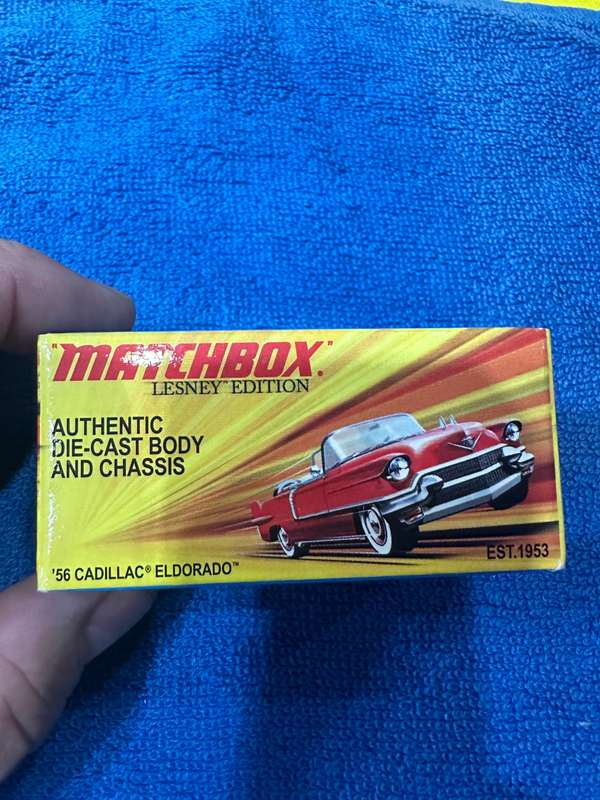 "MATCHBOX."
LESNEY™ EDITION
AUTHENTIC
DIE-CAST BODY
AND CHASSIS
EST.1953
'56 CADILLAC® ELDORADO™